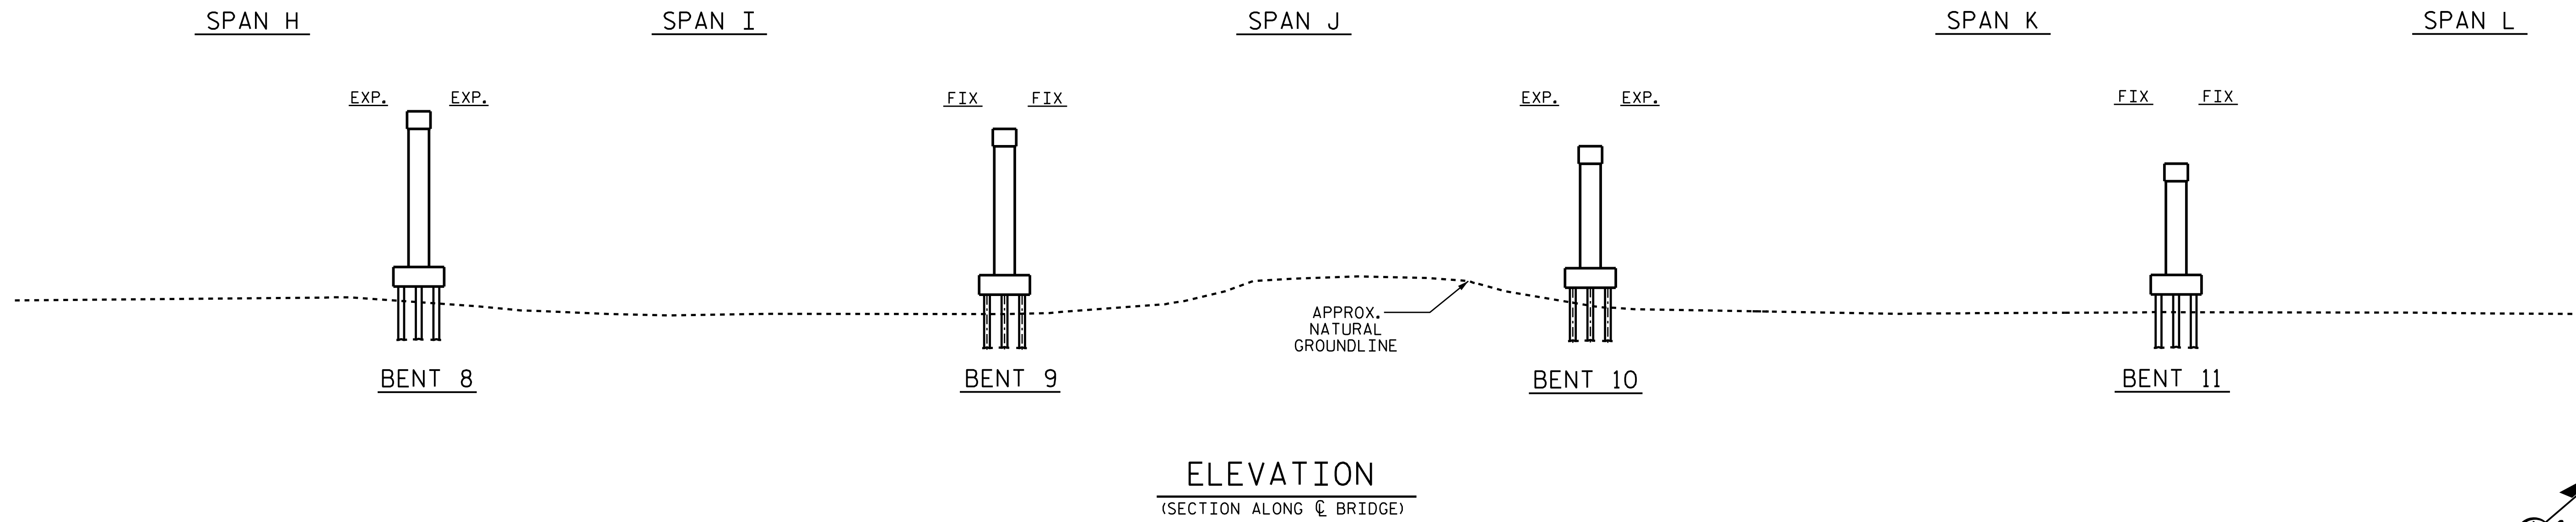 SPAN H
SPAN I
SPAN J
SPAN K
SPAN L
EXP. EXP.
FIX FIX
EXP. EXP.
FIX FIX
APPROX.
NATURAL
GROUNDLINE
BENT 8
BENT 9
BENT 10
BENT 11
ELEVATION
(SECTION ALONG ℄ BRIDGE)